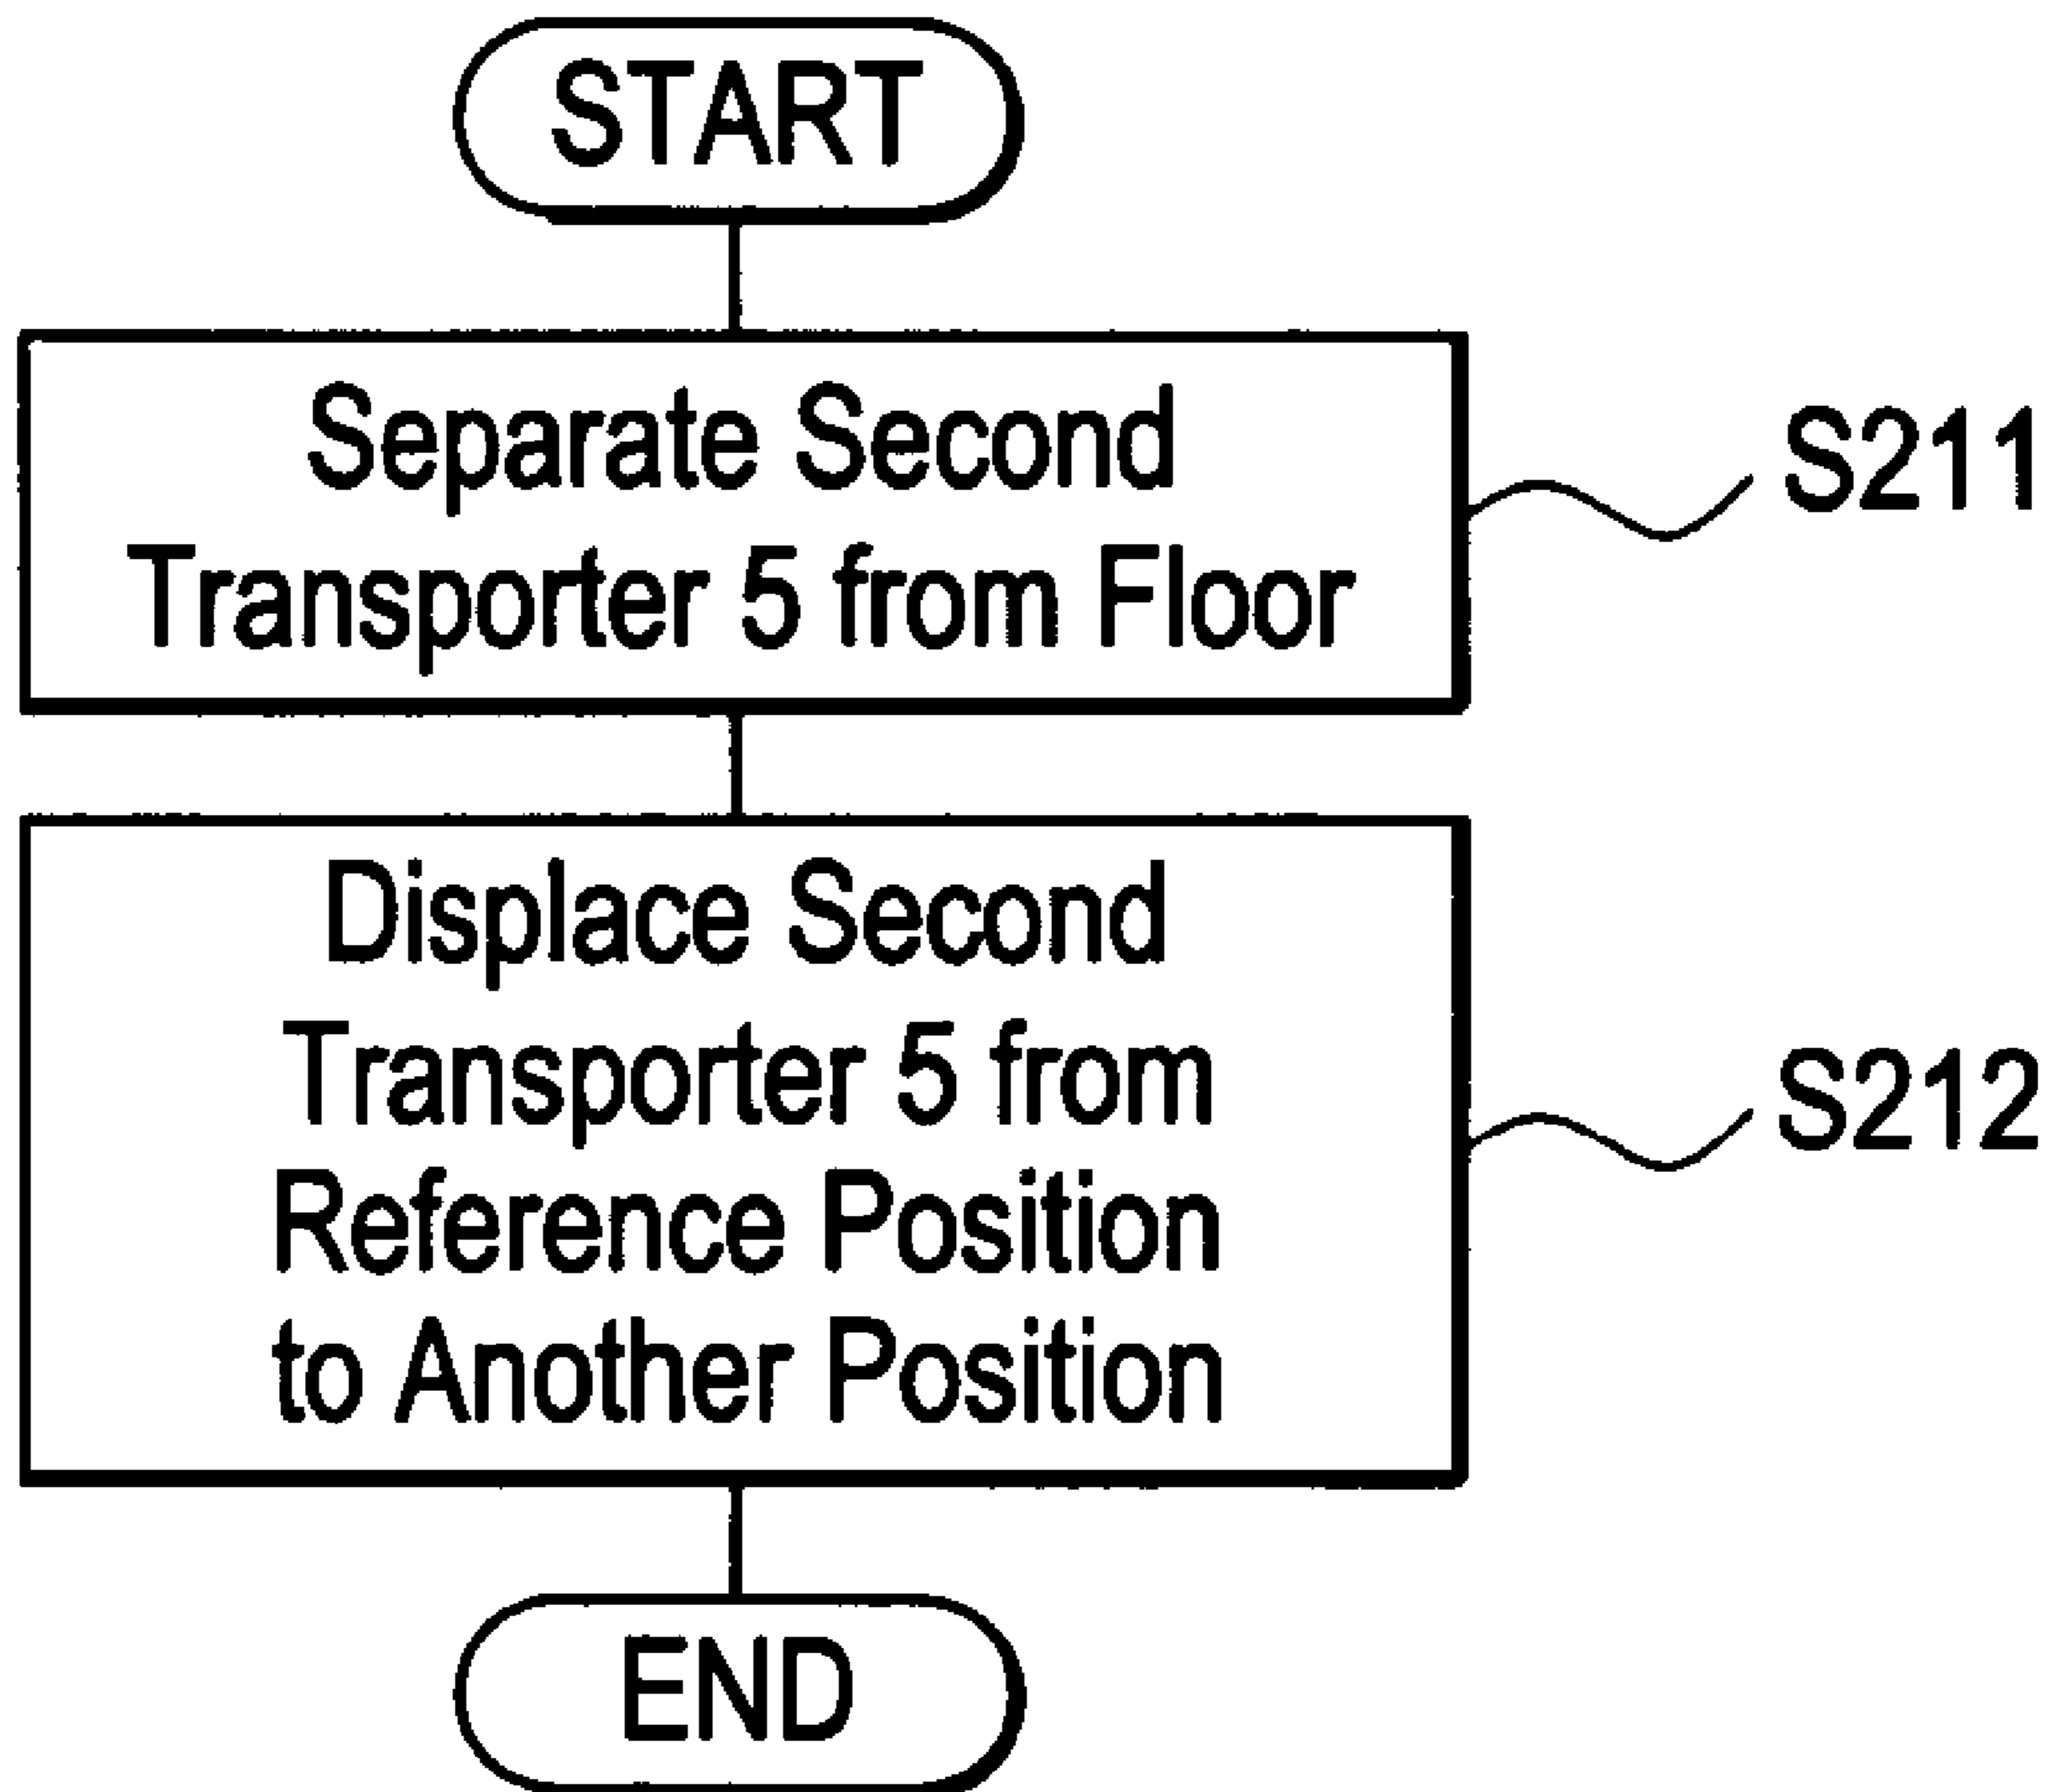 START
Separate Second
Transporter 5 from Floor
S211
Displace Second
Transporter 5 from
Reference Position
to Another Position
S212
END